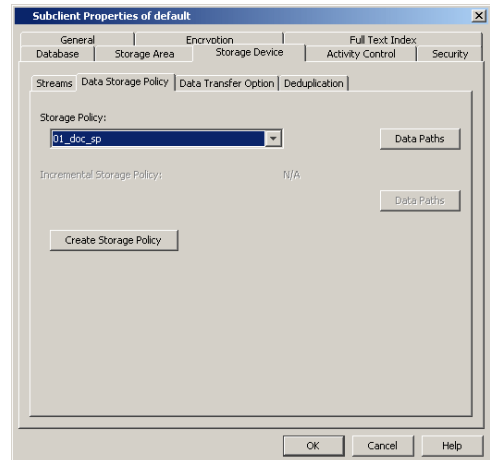 Subclient Properties of default
General Encryption Full Text Index
Database Storage Area Storage Device Activity Control Security
Streams Data Storage Policy Data Transfer Option Deduplication
Storage Policy:
01_doc_sp Data Paths
Incremental Storage Policy: N/A
Data Paths
Create Storage Policy
OK Cancel Help